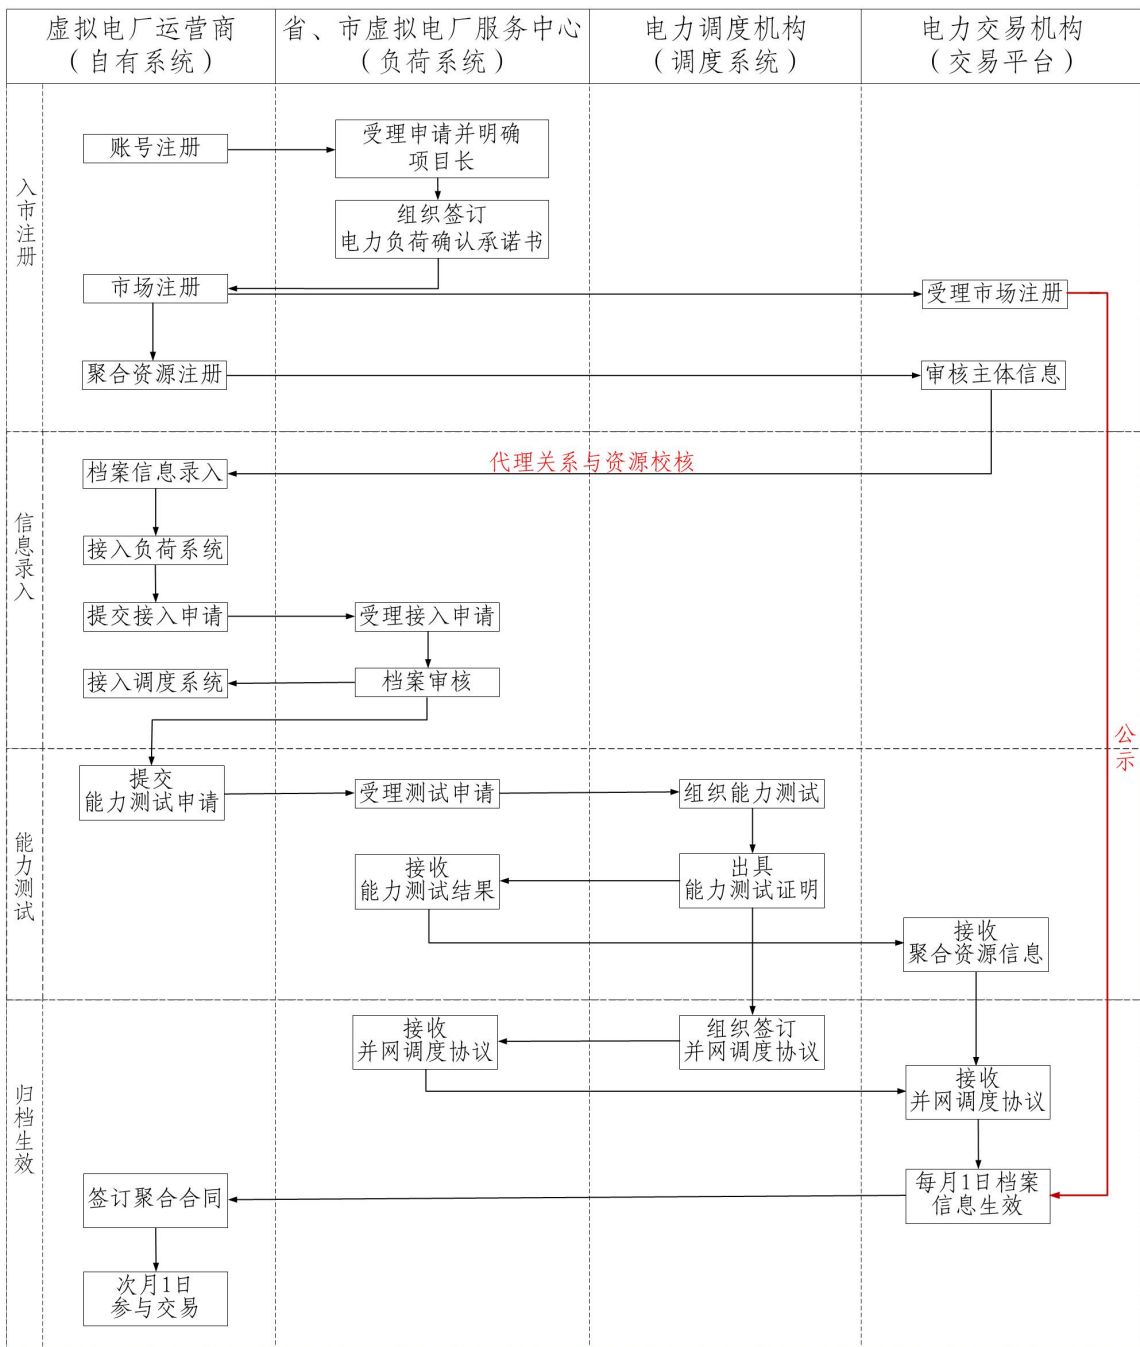 虚拟电厂运营商
（自有系统）
省、市虚拟电厂服务中心
（负荷系统）
电力调度机构
（调度系统）
电力交易机构
（交易平台）
入市注册
账号注册
受理申请并明确
项目长
组织签订
电力负荷确认承诺书
市场注册
受理市场注册
聚合资源注册
审核主体信息
信息录入
代理关系与资源校核
档案信息录入
接入负荷系统
提交接入申请
受理接入申请
接入调度系统
档案审核
公示
能力测试
提交
能力测试申请
受理测试申请
组织能力测试
接收
能力测试结果
出具
能力测试证明
接收
聚合资源信息
归档生效
接收
并网调度协议
组织签订
并网调度协议
接收
并网调度协议
签订聚合合同
每月1日档案
信息生效
次月1日
参与交易